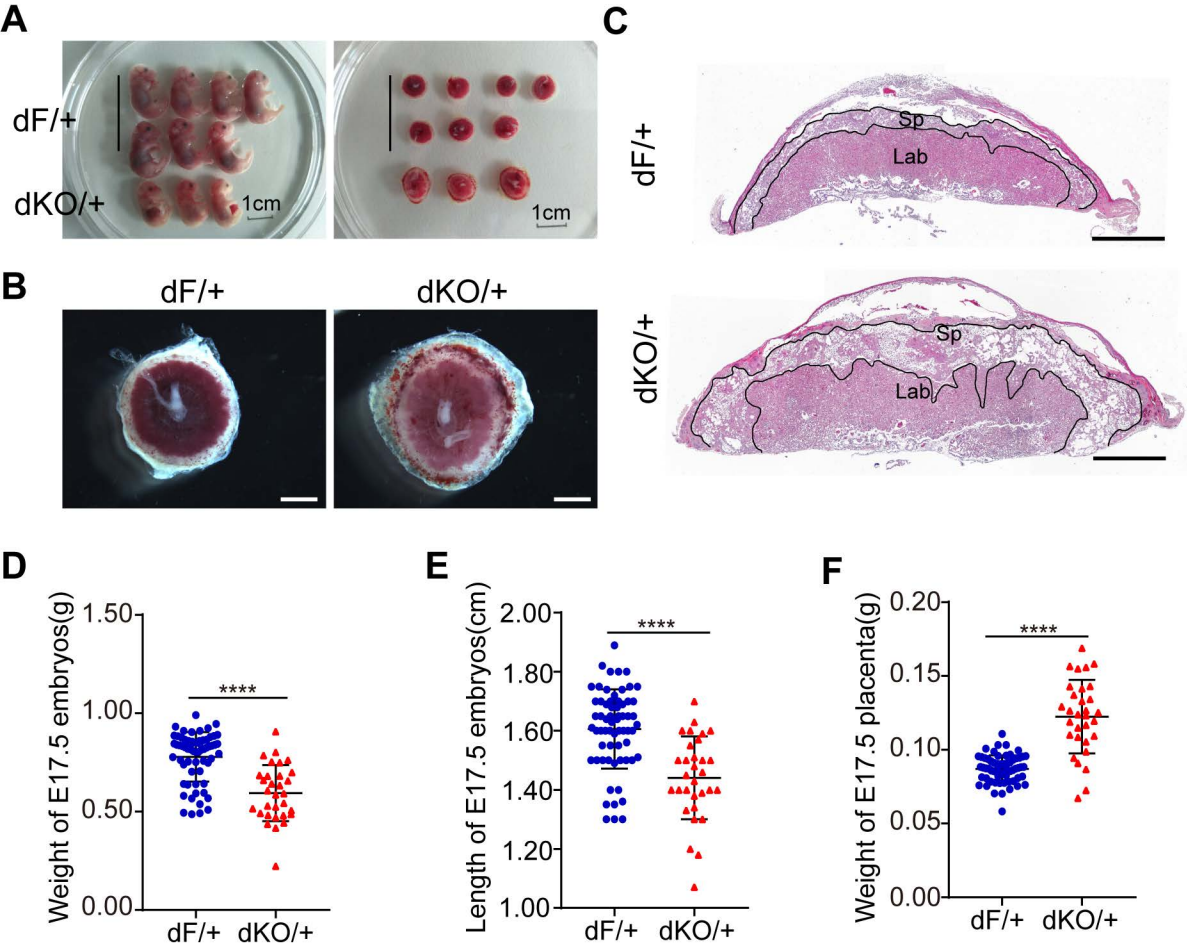 A
dF/+
dKO/+
1cm
1cm
B
dF/+
dKO/+
C
dF/+
Sp
Lab
dKO/+
Sp
Lab
D
Weight of E17.5 embryos(g)
1.50
1.00
0.50
0.00
****
dF/+
dKO/+
E
Length of E17.5 embryos(cm)
2.00
1.80
1.60
1.40
1.20
1.00
****
dF/+
dKO/+
F
Weight of E17.5 placenta(g)
0.20
0.15
0.10
0.05
0.00
****
dF/+
dKO/+